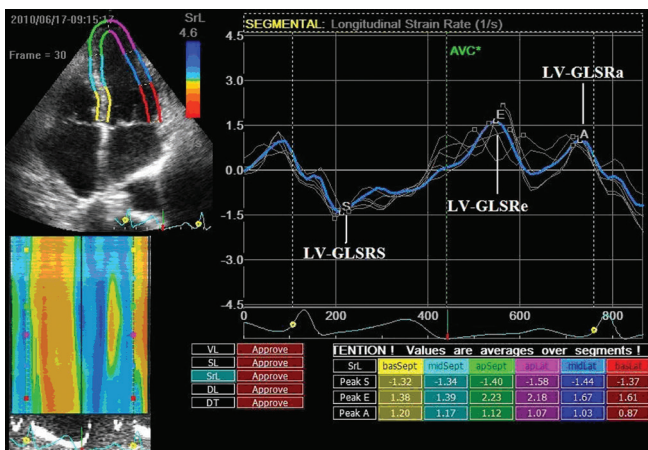 2010/06/17-09:15:17
SrL
4.6
Frame = 30
SEGMENTAL: Longitudinal Strain Rate (1/s)
4.5
3.0
1.5
0.0
-1.5
-3.0
-4.5
AVC*
LV-GLSRa
E
A
LV-GLSRe
S
LV-GLSRS
0
200
400
600
800
VL Approve
SL Approve
SrL Approve
DL Approve
DT Approve
TENTION ! Values are averages over segments !
SrL basSept midSept apSept apLat midLat basLat
Peak S -1.32 -1.34 -1.40 -1.58 -1.44 -1.37
Peak E 1.38 1.39 2.23 2.18 1.67 1.61
Peak A 1.20 1.17 1.12 1.07 1.03 0.87